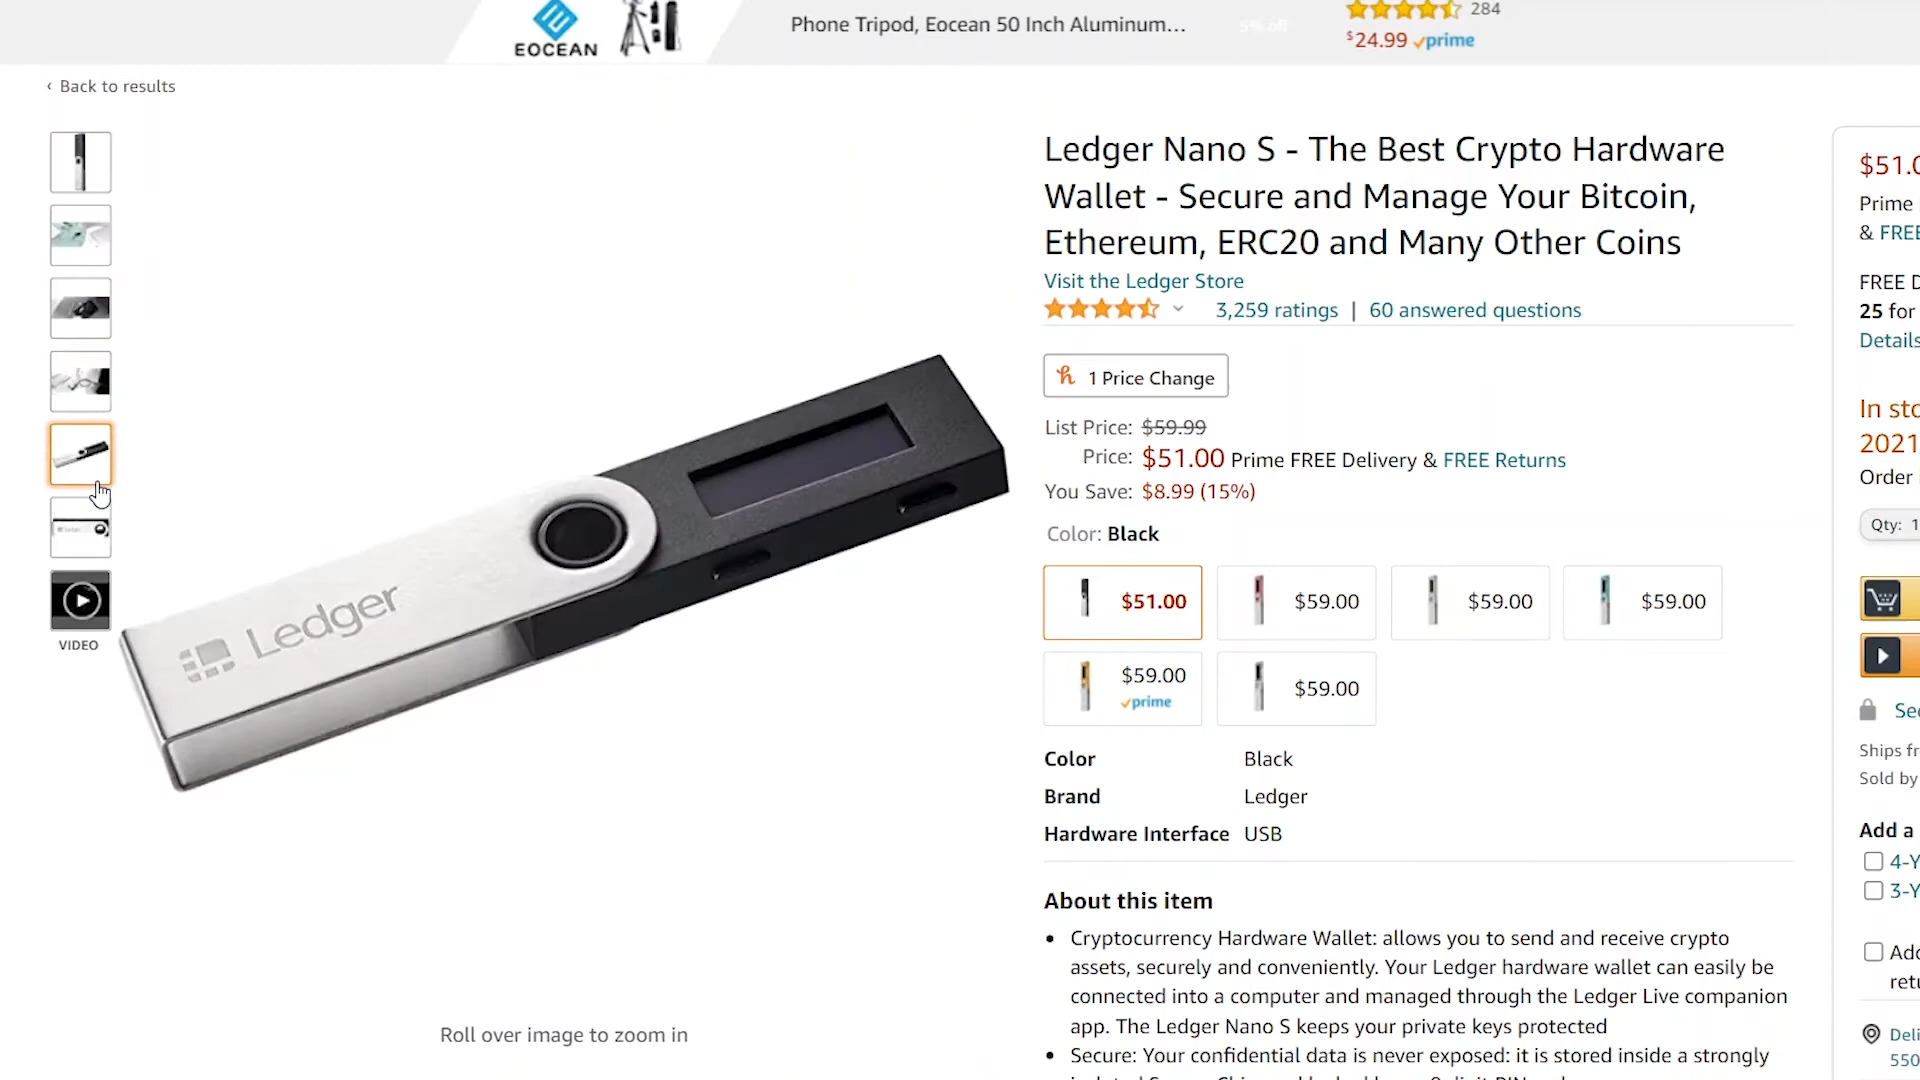 EOCEAN
Phone Tripod, Eocean 50 Inch Aluminum...
5% off
284
$24.99 prime
‹ Back to results
VIDEO
Ledger
Roll over image to zoom in
Ledger Nano S - The Best Crypto Hardware
Wallet - Secure and Manage Your Bitcoin,
Ethereum, ERC20 and Many Other Coins
Visit the Ledger Store
3,259 ratings | 60 answered questions
1 Price Change
List Price: $59.99
Price: $51.00 Prime FREE Delivery & FREE Returns
You Save: $8.99 (15%)
Color: Black
$51.00
$59.00
$59.00
$59.00
$59.00
prime
$59.00
Color Black
Brand Ledger
Hardware Interface USB
About this item
• Cryptocurrency Hardware Wallet: allows you to send and receive crypto
assets, securely and conveniently. Your Ledger hardware wallet can easily be
connected into a computer and managed through the Ledger Live companion
app. The Ledger Nano S keeps your private keys protected
• Secure: Your confidential data is never exposed: it is stored inside a strongly
$51.0
Prime
& FREE
FREE D
25 for
Details
In sto
2021
Order
Qty: 1
Sec
Ships fr
Sold by
Add a
4-Y
3-Y
Add
retu
Deli
550